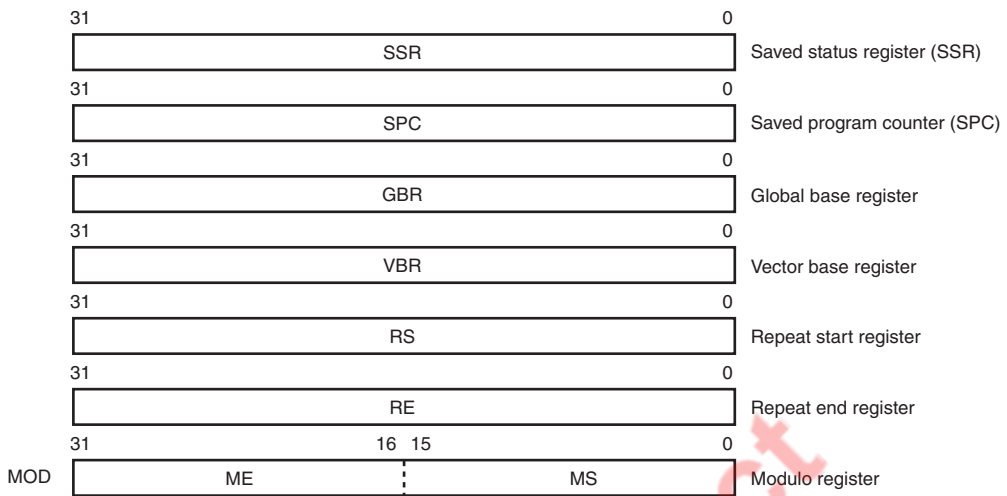 31 0
SSR Saved status register (SSR)
31 0
SPC Saved program counter (SPC)
31 0
GBR Global base register
31 0
VBR Vector base register
31 0
RS Repeat start register
31 0
RE Repeat end register
31 16 15 0
MOD ME MS Modulo register